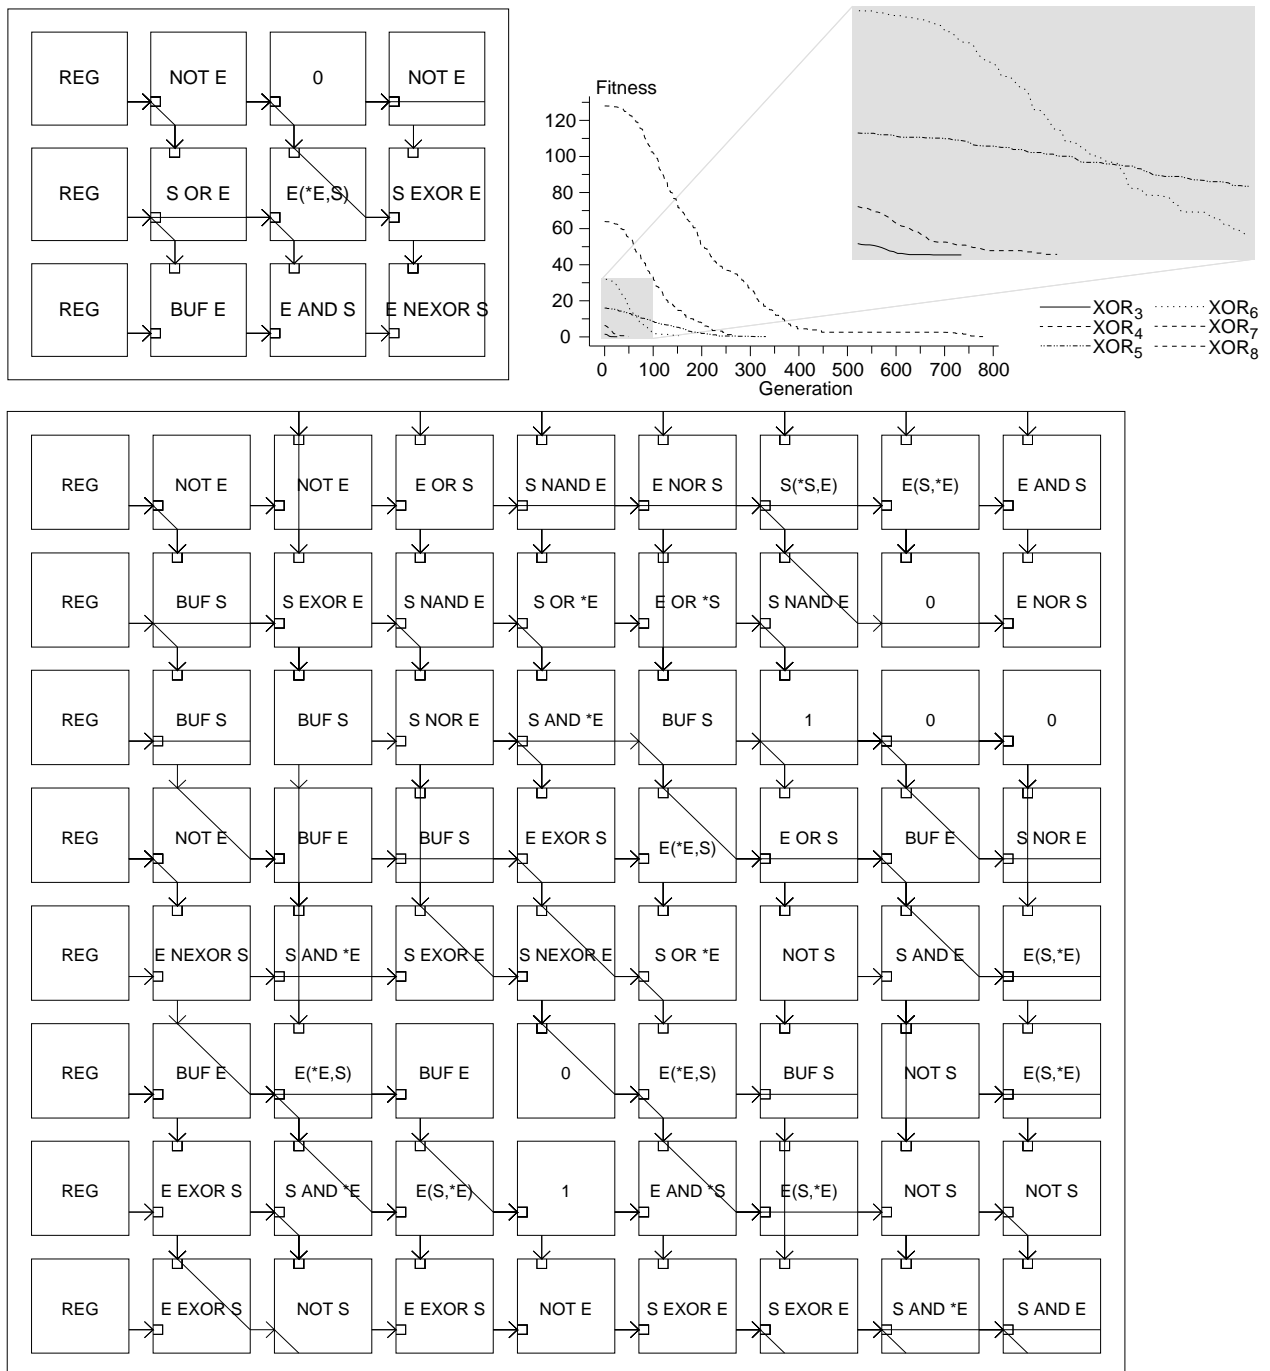 REG NOT E 0 NOT E
REG S OR E E(*E,S) S EXOR E
REG BUF E E AND S E NEXOR S
Fitness
120
100
80
60
40
20
0
0 100 200 300 400 500 600 700 800
Generation
XOR3 XOR6
XOR4 XOR7
XOR5 XOR8
REG NOT E NOT E E OR S S NAND E E NOR S S(*S,E) E(S,*E) E AND S
REG BUF S S EXOR E S NAND E S OR *E E OR *S S NAND E 0 E NOR S
REG BUF S BUF S S NOR E S AND *E BUF S 1 0 0
REG NOT E BUF E BUF S E EXOR S E(*E,S) E OR S BUF E S NOR E
REG E NEXOR S S AND *E S EXOR E S NEXOR E S OR *E NOT S S AND E E(S,*E)
REG BUF E E(*E,S) BUF E 0 E(*E,S) BUF S NOT S E(S,*E)
REG E EXOR S S AND *E E(S,*E) 1 E AND *S E(S,*E) NOT S NOT S
REG E EXOR S NOT S E EXOR S NOT E S EXOR E S EXOR E S AND *E S AND E